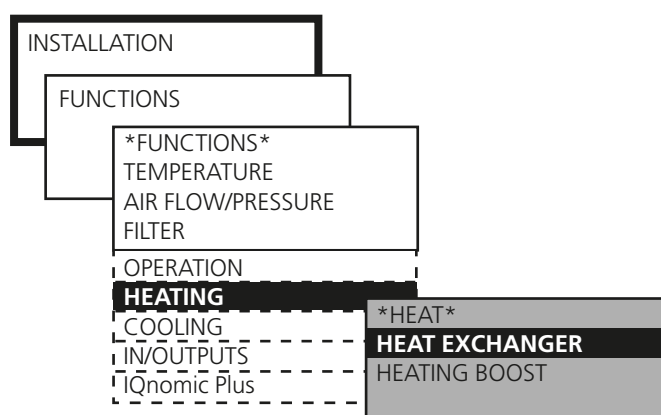 INSTALLATION
FUNCTIONS
*FUNCTIONS*
TEMPERATURE
AIR FLOW/PRESSURE
FILTER
OPERATION
HEATING
COOLING
IN/OUTPUTS
IQnomic Plus
*HEAT*
HEAT EXCHANGER
HEATING BOOST